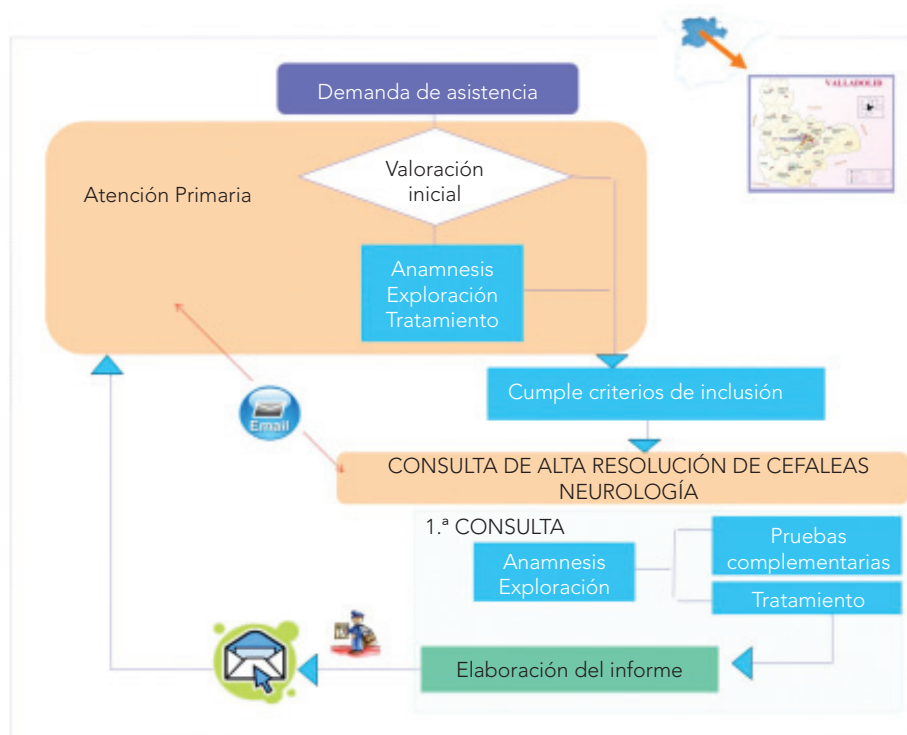 VALLADOLID
Demanda de asistencia
Valoración
inicial
Atención Primaria
Anamnesis
Exploración
Tratamiento
Cumple criterios de inclusión
Email
CONSULTA DE ALTA RESOLUCIÓN DE CEFALEAS
NEUROLOGÍA
1.ª CONSULTA
Anamnesis
Exploración
Pruebas
complementarias
Tratamiento
Elaboración del informe